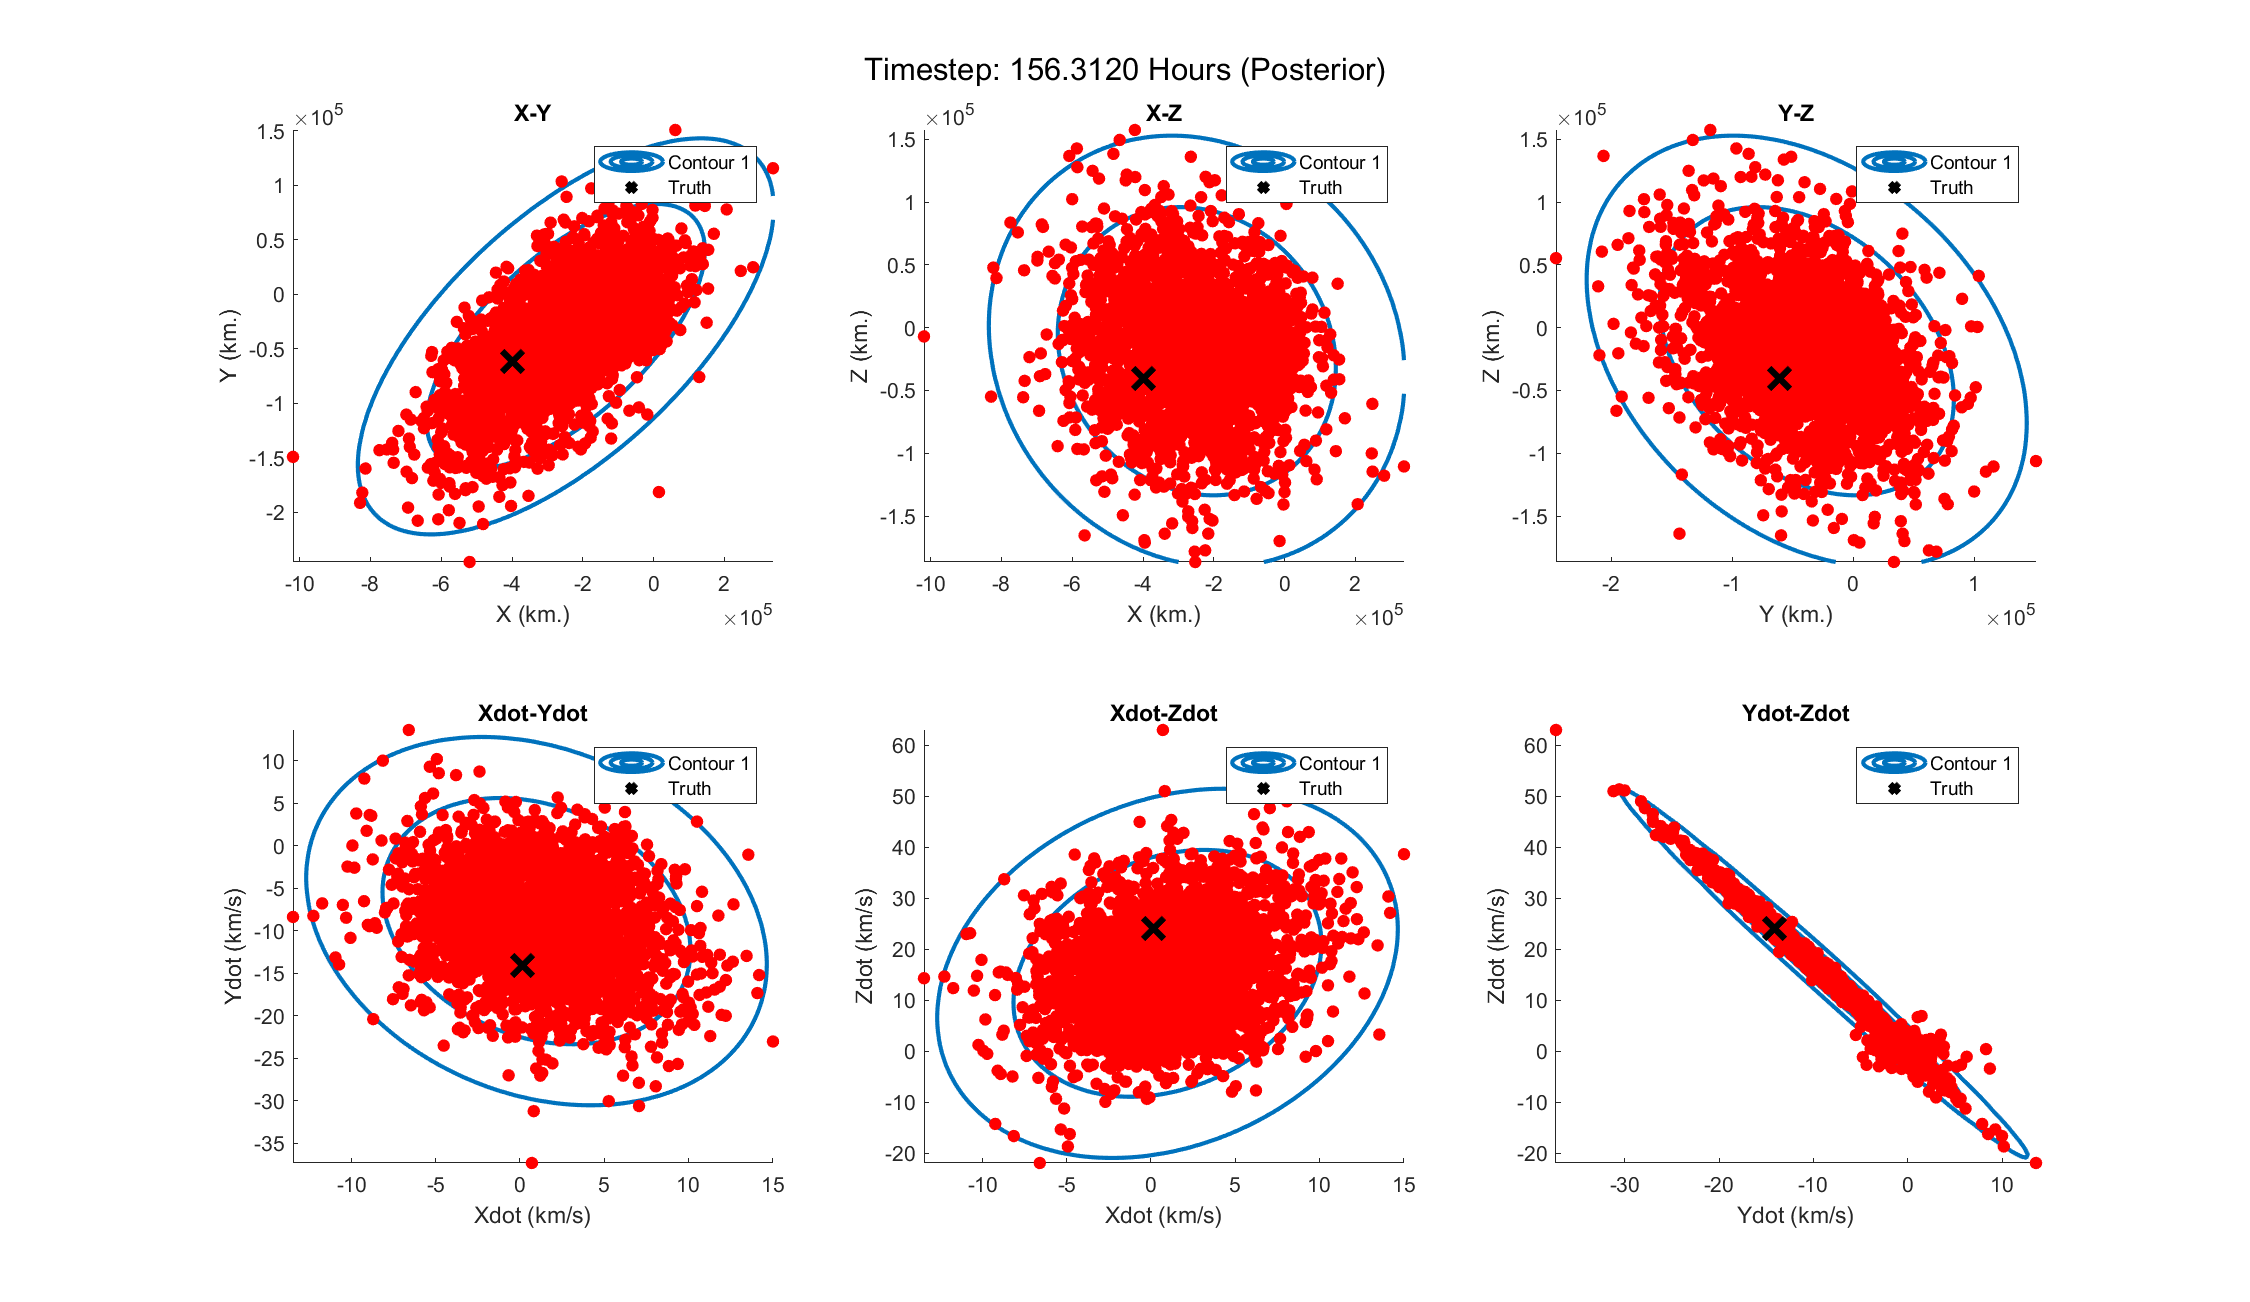 Timestep: 156.3120 Hours (Posterior)
X-Y
×10^5
1.5
1
0.5
0
-0.5
-1
-1.5
-2
Y (km.)
-10 -8 -6 -4 -2 0 2
X (km.)
×10^5
Contour 1
Truth
X-Z
×10^5
1.5
1
0.5
0
-0.5
-1
-1.5
Z (km.)
-10 -8 -6 -4 -2 0 2
X (km.)
×10^5
Contour 1
Truth
Y-Z
×10^5
1.5
1
0.5
0
-0.5
-1
-1.5
Z (km.)
-2 -1 0 1
Y (km.)
×10^5
Contour 1
Truth
Xdot-Ydot
10
5
0
-5
-10
-15
-20
-25
-30
-35
Ydot (km/s)
-10 -5 0 5 10 15
Xdot (km/s)
Contour 1
Truth
Xdot-Zdot
60
50
40
30
20
10
0
-10
-20
Zdot (km/s)
-10 -5 0 5 10 15
Xdot (km/s)
Contour 1
Truth
Ydot-Zdot
60
50
40
30
20
10
0
-10
-20
Zdot (km/s)
-30 -20 -10 0 10
Ydot (km/s)
Contour 1
Truth